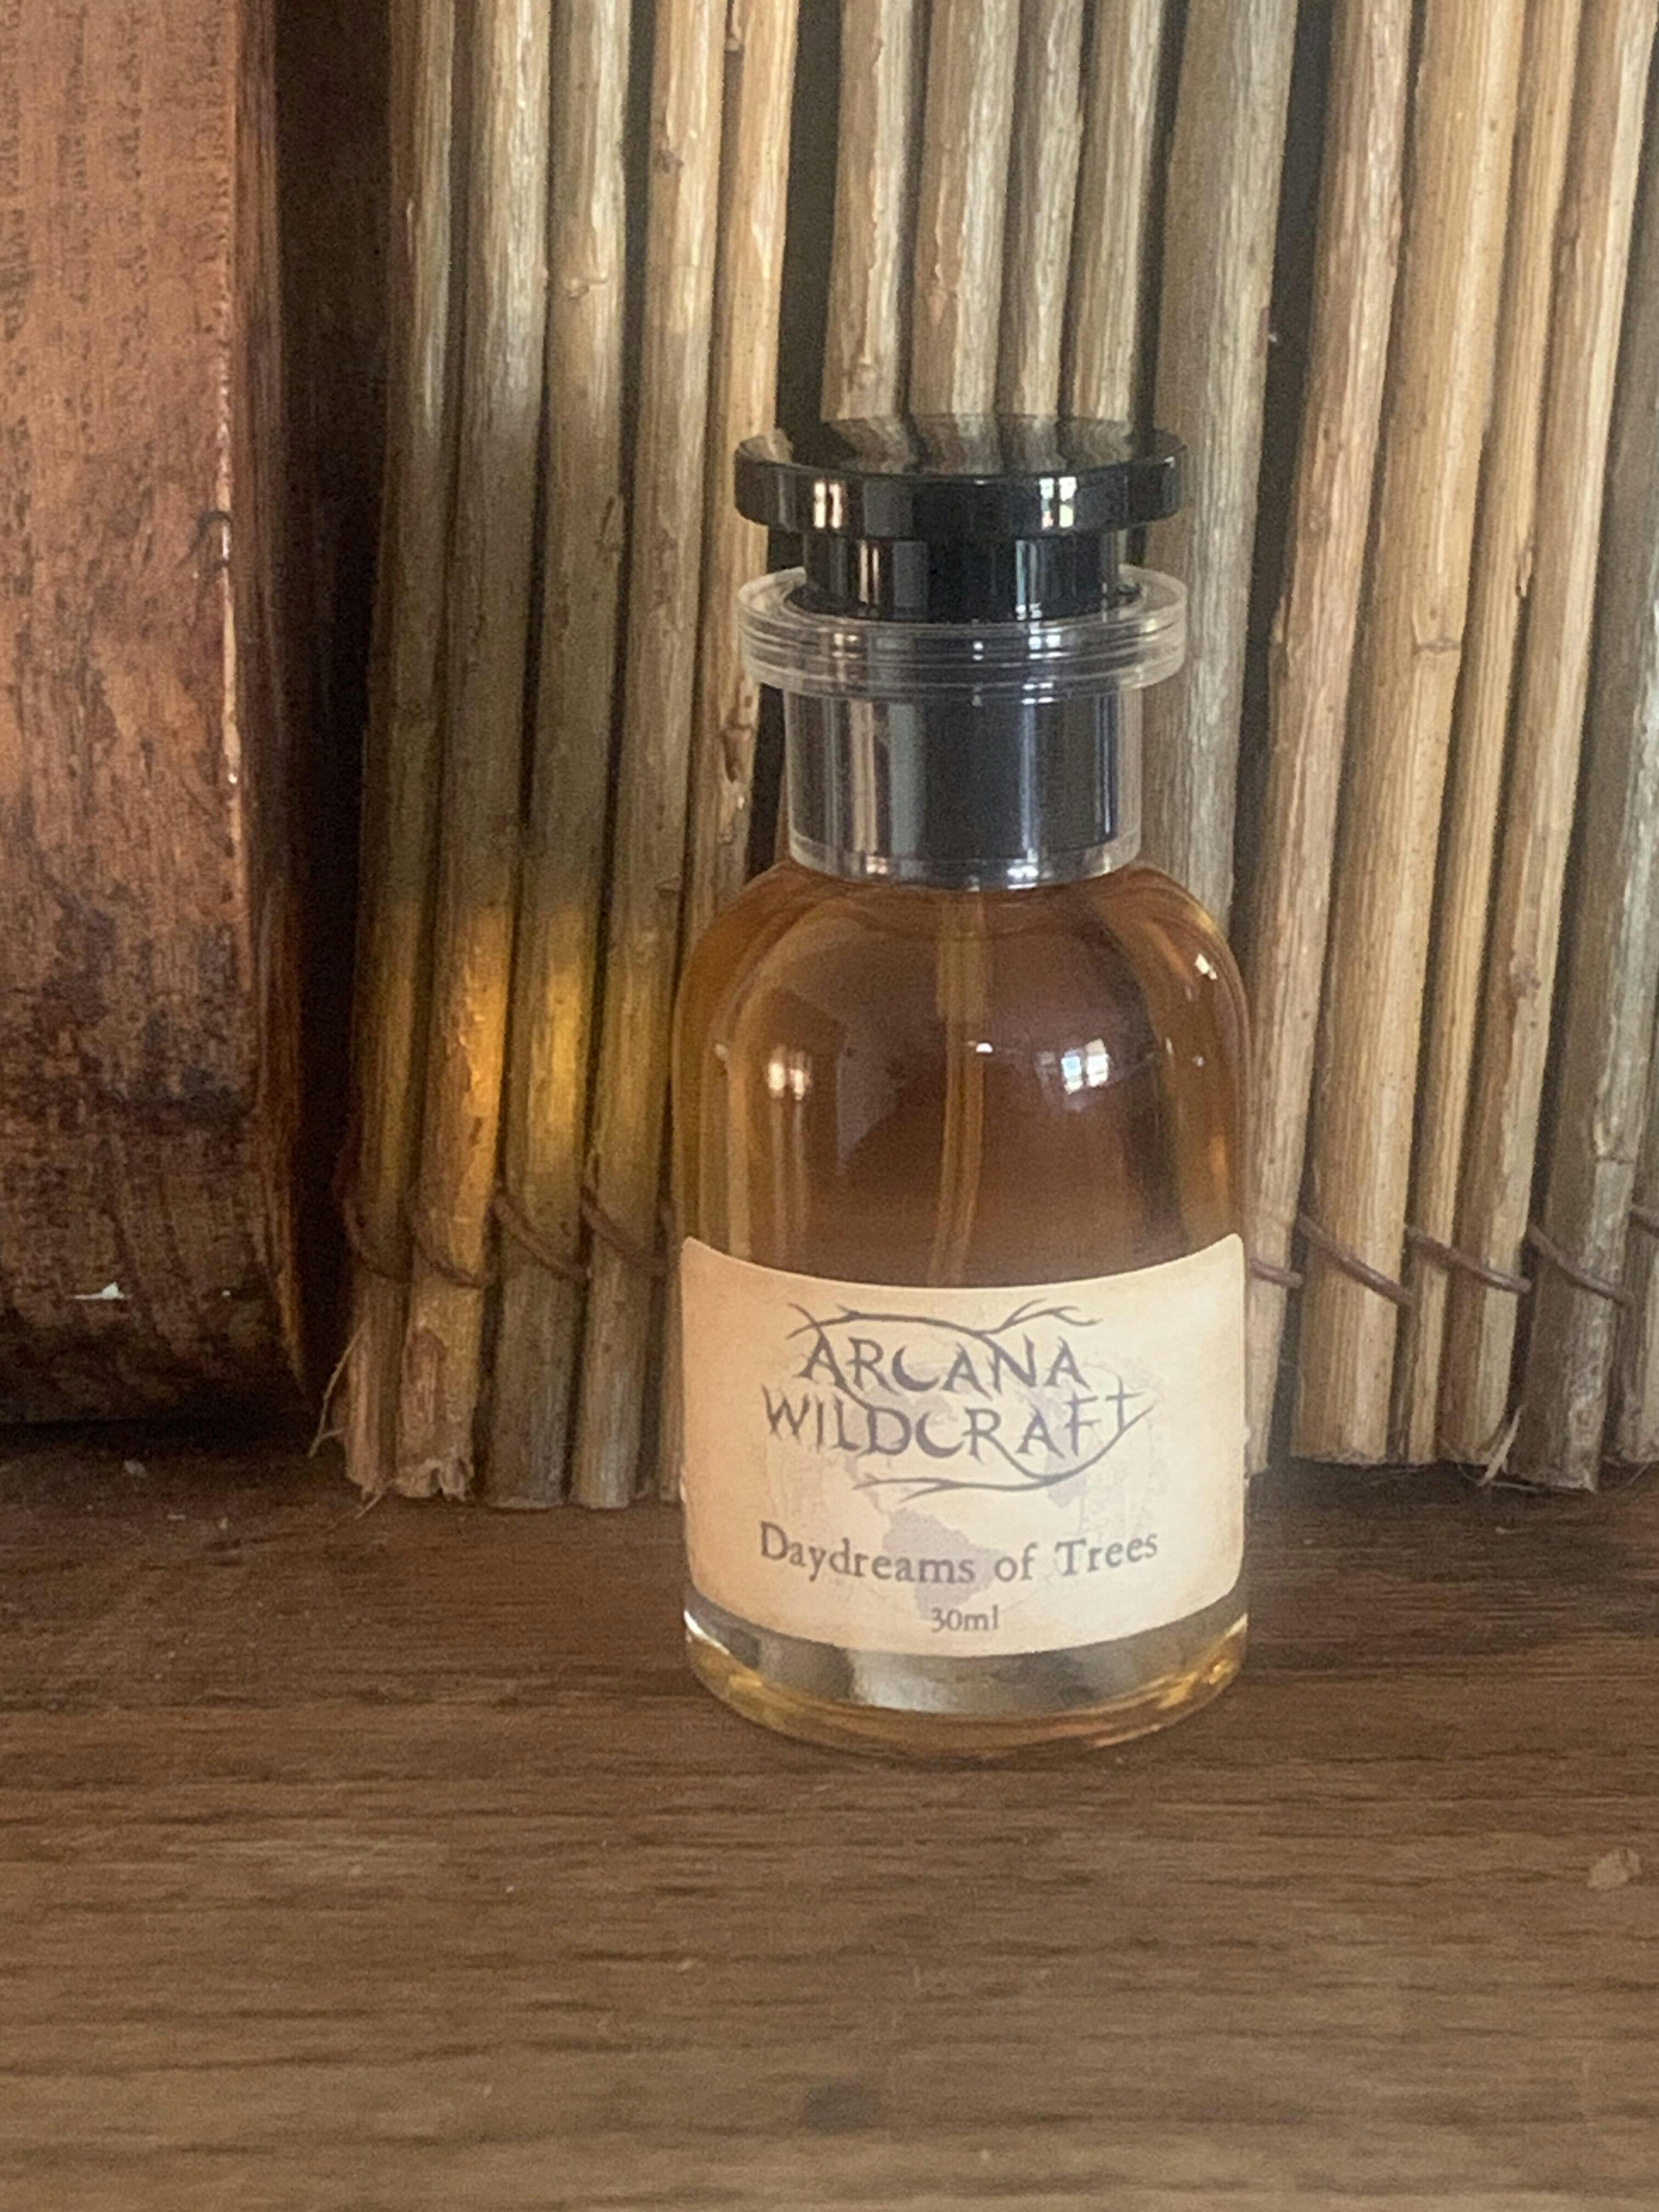 ARCANA
WILDCRAFT
Daydreams of Trees
30ml